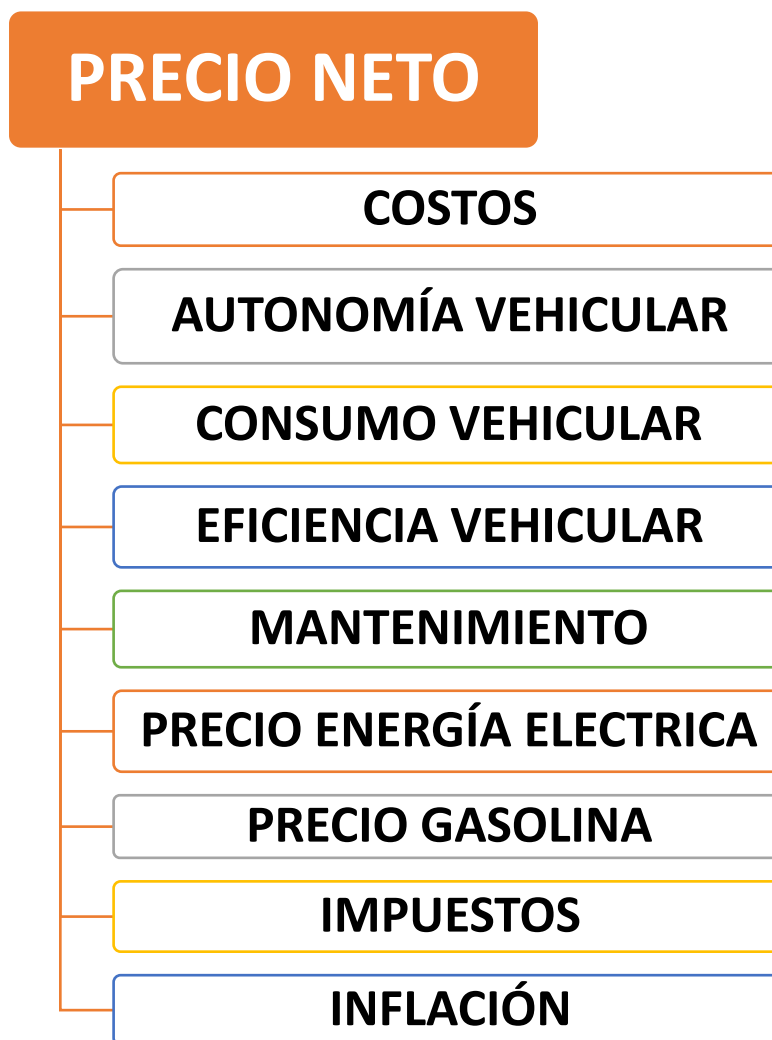 PRECIO NETO
COSTOS
AUTONOMÍA VEHICULAR
CONSUMO VEHICULAR
EFICIENCIA VEHICULAR
MANTENIMIENTO
PRECIO ENERGÍA ELECTRICA
PRECIO GASOLINA
IMPUESTOS
INFLACIÓN